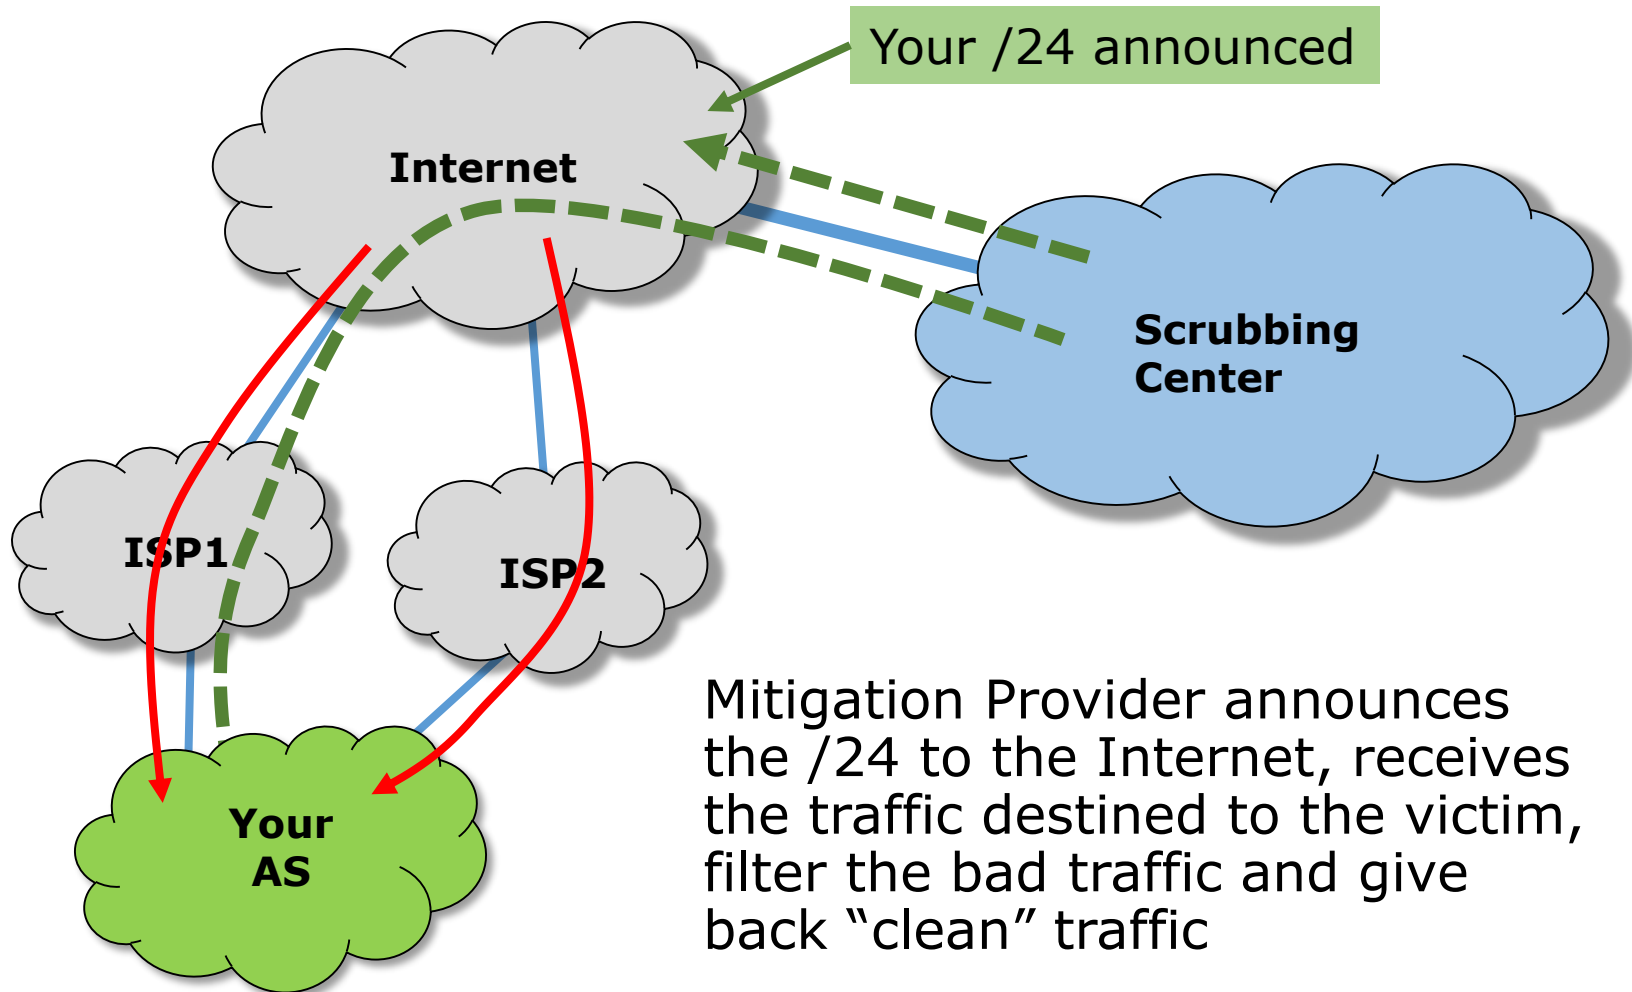 Your /24 announced
Internet
Scrubbing
Center
ISP1
ISP2
Your
AS
Mitigation Provider announces
the /24 to the Internet, receives
the traffic destined to the victim,
filter the bad traffic and give
back “clean” traffic